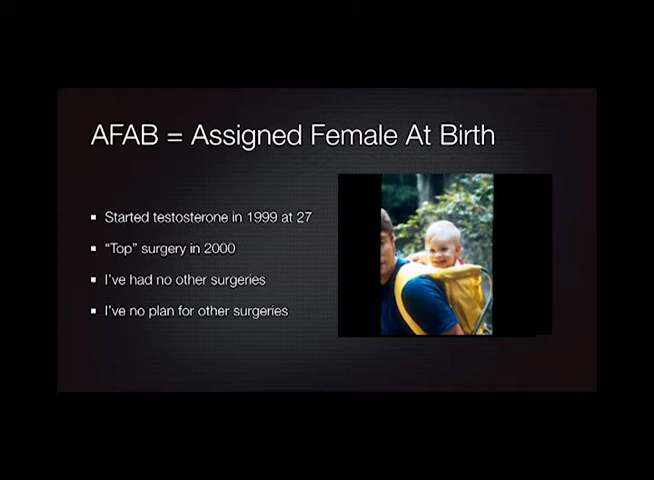 AFAB = Assigned Female At Birth
Started testosterone in 1999 at 27
“Top” surgery in 2000
I've had no other surgeries
I've no plan for other surgeries